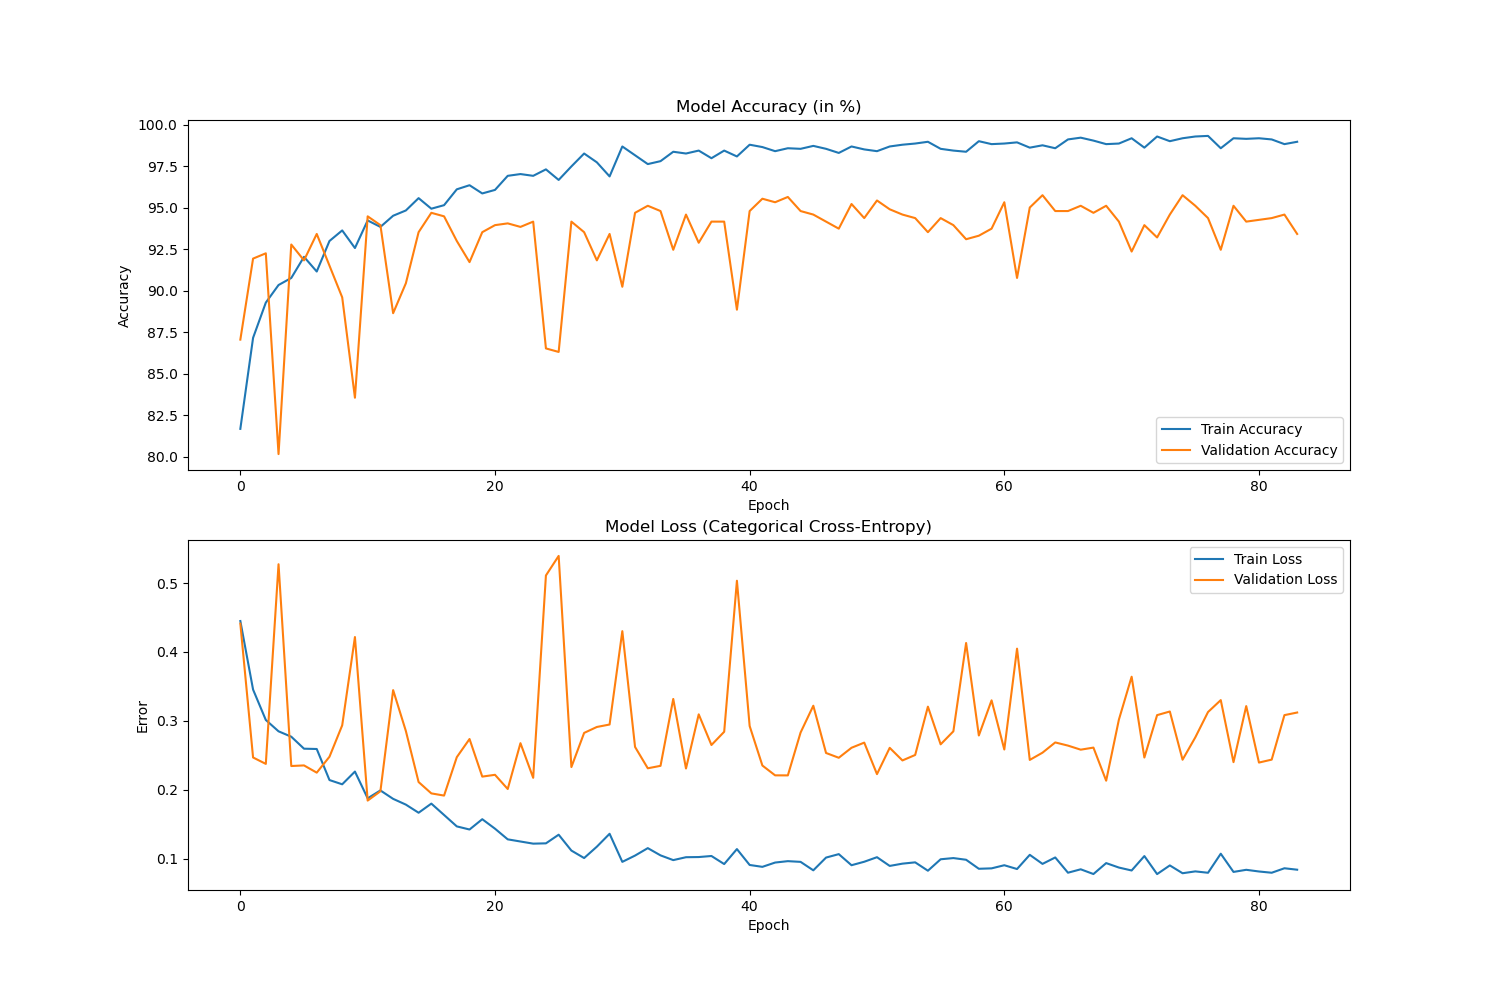 Model Accuracy (in %)
100.0
97.5
95.0
92.5
90.0
87.5
85.0
82.5
80.0
Accuracy
Train Accuracy
Validation Accuracy
0 20 40 60 80
Epoch
Model Loss (Categorical Cross-Entropy)
0.5
0.4
0.3
0.2
0.1
Error
Train Loss
Validation Loss
0 20 40 60 80
Epoch